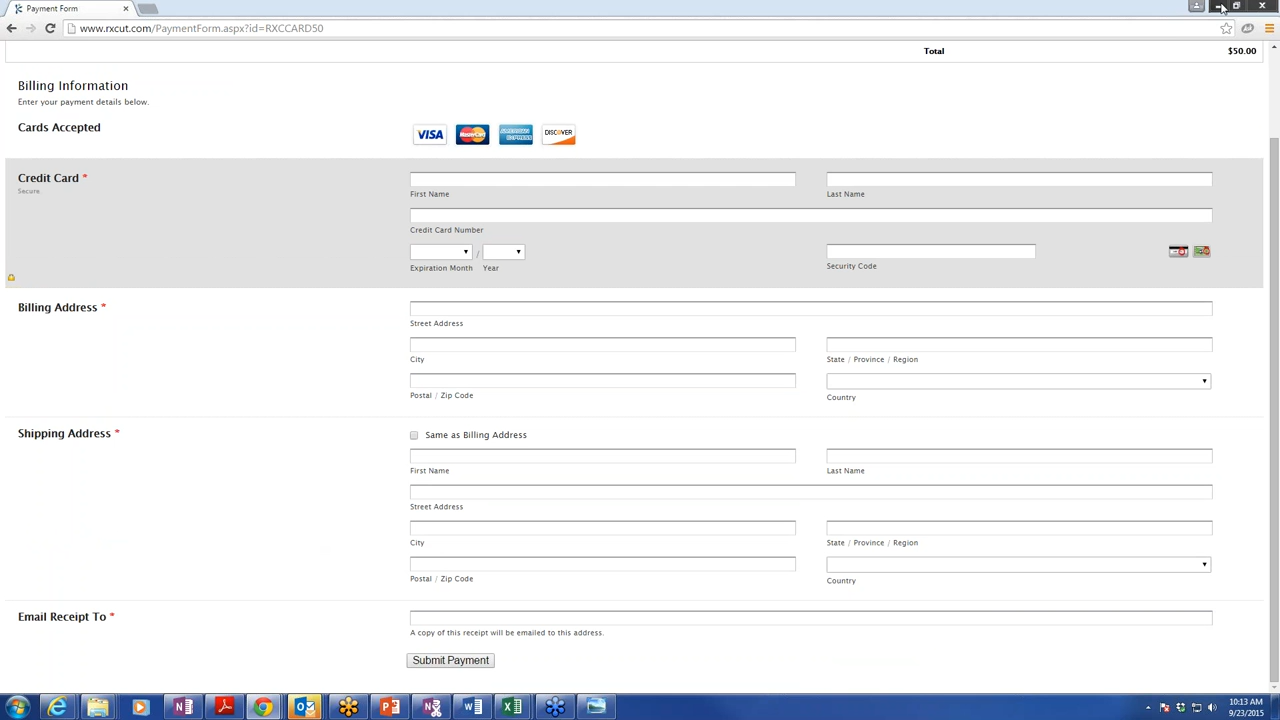 Payment Form
www.rxcut.com/PaymentForm.aspx?id=RXCCARD50
Total $50.00
Billing Information
Enter your payment details below.
Cards Accepted
VISA MasterCard AMERICAN EXPRESS DISCOVER
Credit Card *
Secure.
First Name Last Name
Credit Card Number
/
Expiration Month Year Security Code
Billing Address *
Street Address
City State / Province / Region
Postal / Zip Code Country
Shipping Address *
Same as Billing Address
First Name Last Name
Street Address
City State / Province / Region
Postal / Zip Code Country
Email Receipt To *
A copy of this receipt will be emailed to this address.
Submit Payment
10:13 AM
9/23/2015